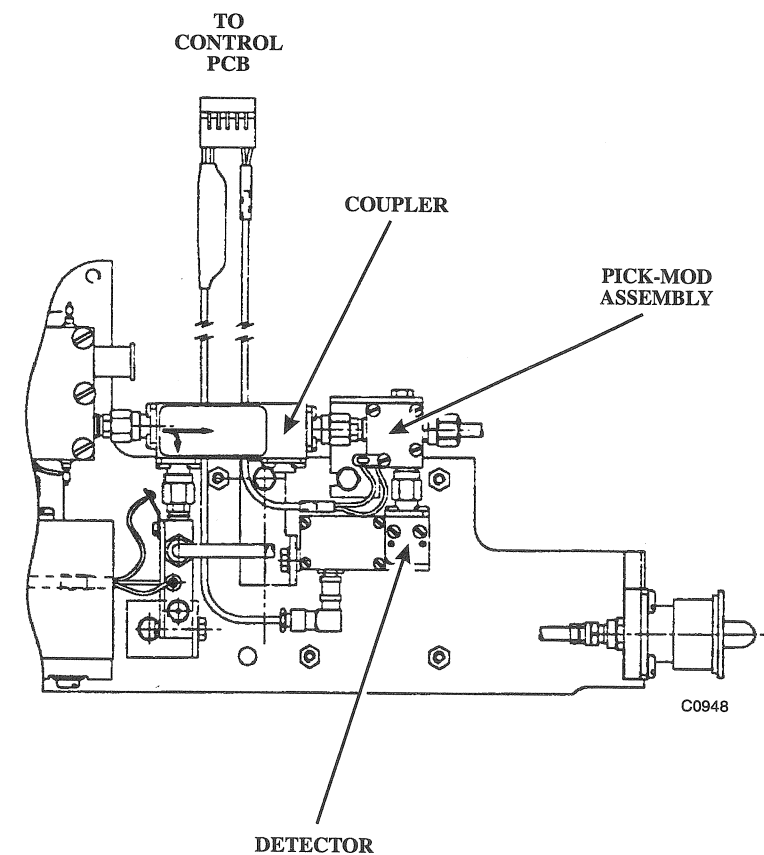 TO
CONTROL
PCB
COUPLER
PICK-MOD
ASSEMBLY
C0948
DETECTOR